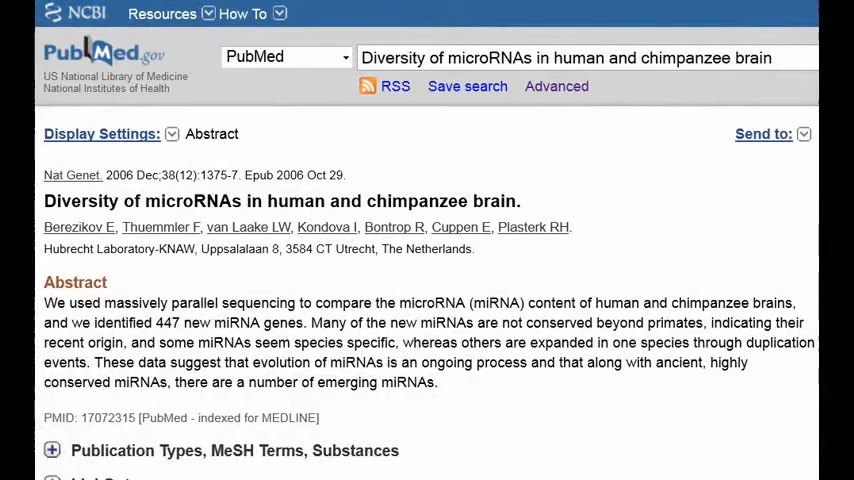 NCBI Resources How To
PubMed.gov
US National Library of Medicine
National Institutes of Health
PubMed
Diversity of microRNAs in human and chimpanzee brain
RSS Save search Advanced
Display Settings: Abstract
Send to:
Nat Genet. 2006 Dec;38(12):1375-7. Epub 2006 Oct 29.
Diversity of microRNAs in human and chimpanzee brain.
Berezikov E, Thuemmler F, van Laake LW, Kondova I, Bontrop R, Cuppen E, Plasterk RH.
Hubrecht Laboratory-KNAW, Uppsalalaan 8, 3584 CT Utrecht, The Netherlands.
Abstract
We used massively parallel sequencing to compare the microRNA (miRNA) content of human and chimpanzee brains,
and we identified 447 new miRNA genes. Many of the new miRNAs are not conserved beyond primates, indicating their
recent origin, and some miRNAs seem species specific, whereas others are expanded in one species through duplication
events. These data suggest that evolution of miRNAs is an ongoing process and that along with ancient, highly
conserved miRNAs, there are a number of emerging miRNAs.
PMID: 17072315 [PubMed - indexed for MEDLINE]
Publication Types, MeSH Terms, Substances